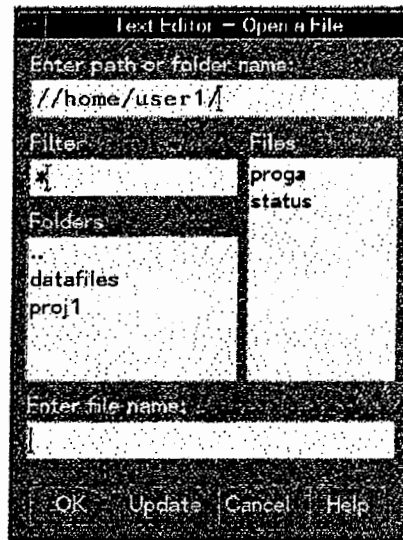 Text Editor — Open a File
Enter path or folder name:
//home/user1/
Filter
Files
*
proga
status
Folders
..
datafiles
proj1
Enter file name:
OK Update Cancel Help